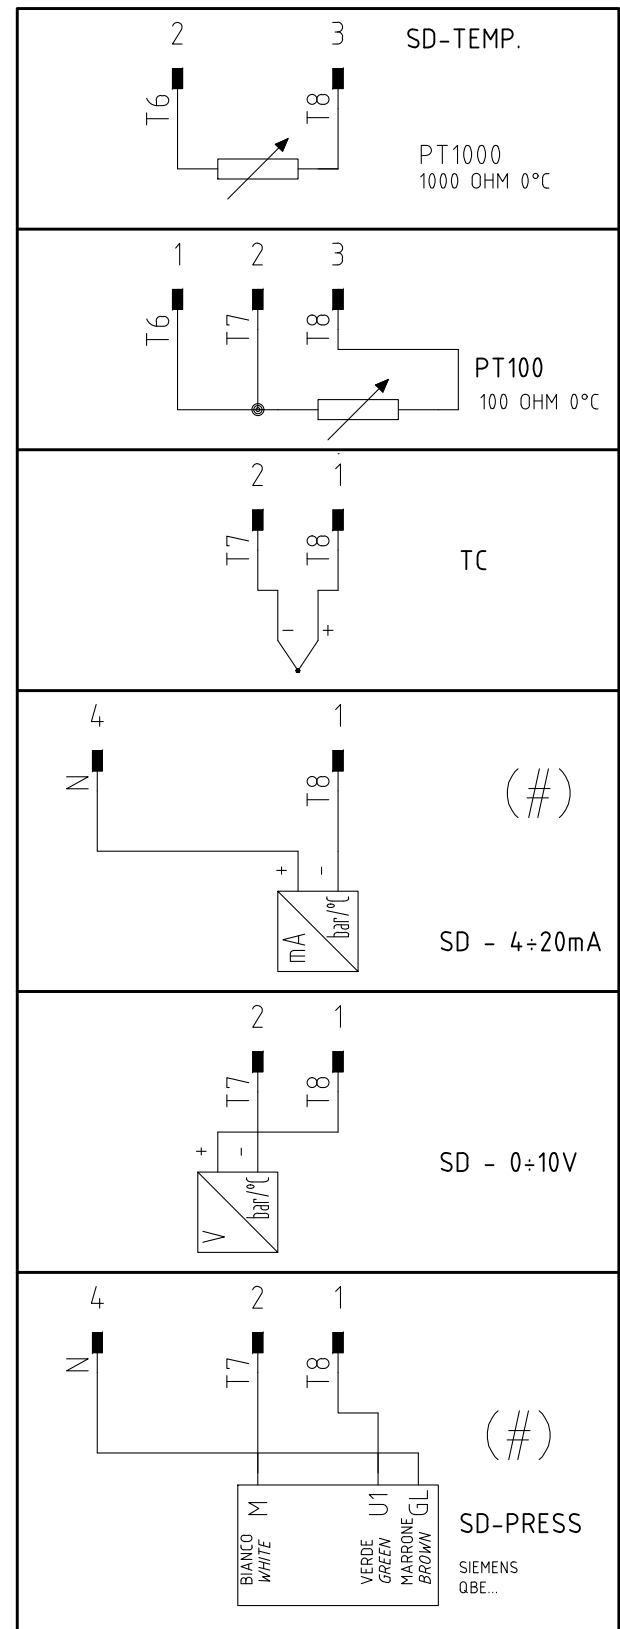 2 3 SD-TEMP.
T6 T8
PT1000
1000 OHM 0°C
1 2 3
T6 T7 T8
PT100
100 OHM 0°C
2 1
T7 T8
TC
- +
4 1
N T8
(#)
+ -
mA bar/°C
SD - 4÷20mA
2 1
T7 T8
+ -
SD - 0÷10V
V bar/°C
4 2 1
N T7 T8
(#)
M U1 GL
BIANCO VERDE MARRONE
WHITE GREEN BROWN
SD-PRESS
SIEMENS
QBE...